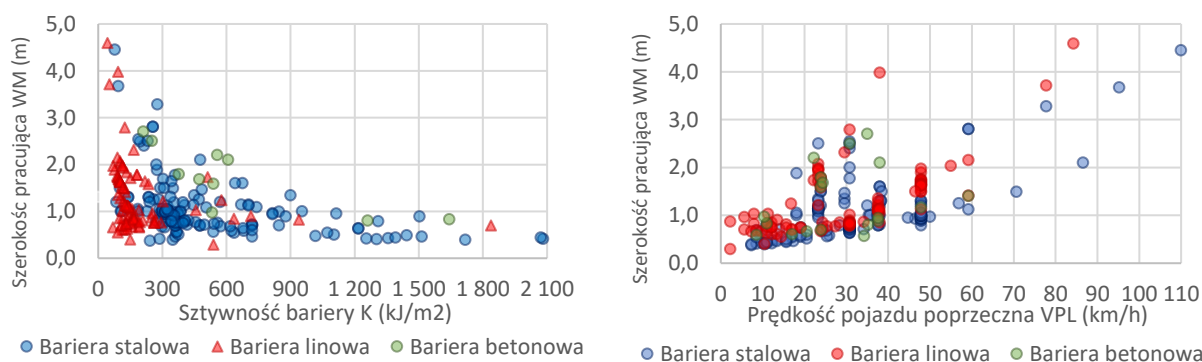 Szerokość pracująca WM (m)
5,0
4,0
3,0
2,0
1,0
0,0
0 300 600 900 1 200 1 500 1 800 2 100
Sztywność bariery K (kJ/m2)
Bariera stalowa Bariera linowa Bariera betonowa
Szerokość pracująca WM (m)
5,0
4,0
3,0
2,0
1,0
0,0
0 10 20 30 40 50 60 70 80 90 100 110
Prędkość pojazdu poprzeczna VPL (km/h)
Bariera stalowa Bariera linowa Bariera betonowa